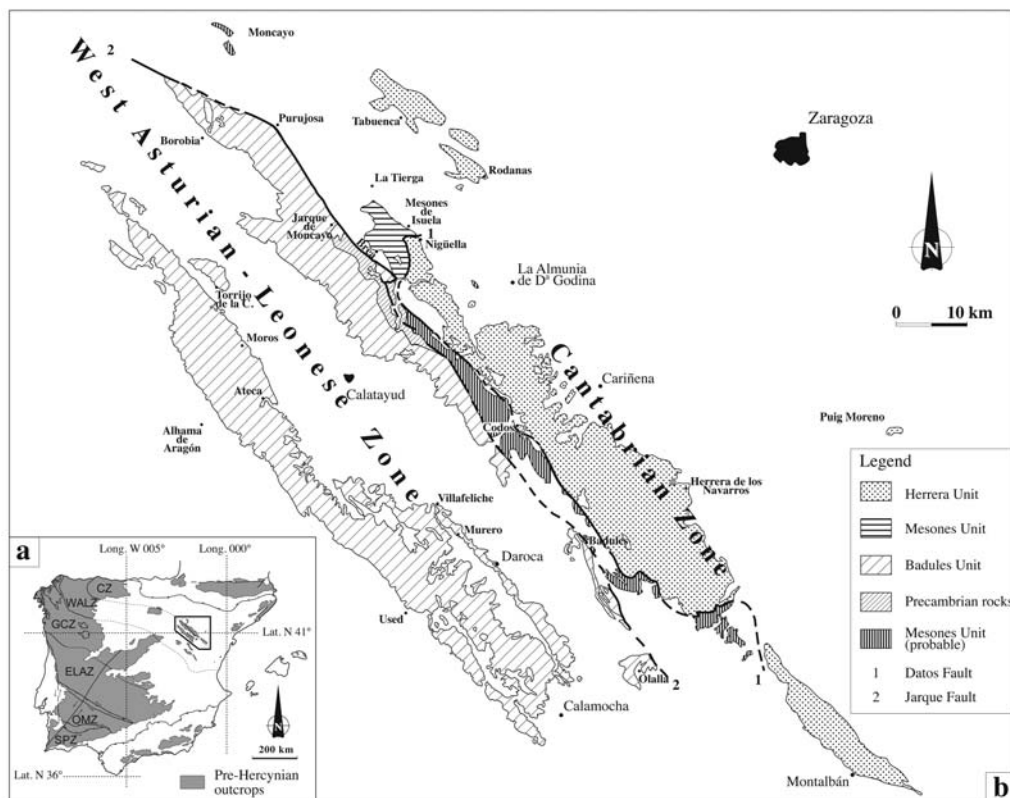 Moncayo
2
West Asturian-Leonese Zone
Zaragoza
Purujosa
Tabuenca
Borobia
La Tierga
Rodanas
Mesones
de
Isuela
1
Nigüella
Jarque
de
Moncayo
N
La Almunia
de Dª Godina
0 10 km
Torrijo
de la C.
Moros
Cantabrian Zone
Cariñena
Ateca
Calatayud
Puig Moreno
Alhama
de
Aragón
Codos
Legend
Herrera Unit
Mesones Unit
Badules Unit
Precambrian rocks
Mesones Unit
(probable)
1 Datos Fault
2 Jarque Fault
Herrera de los
Navarros
Villafeliche
Murero
Badules
Daroca
Used
Olalla
2
1
Calamocha
Montalbán
b
a
Long. W 005°
Long. 000°
CZ
WALZ
GCZ
Lat. N 41°
ELAZ
OMZ
SPZ
N
200 km
Lat. N 36°
Pre-Hercynian
outcrops